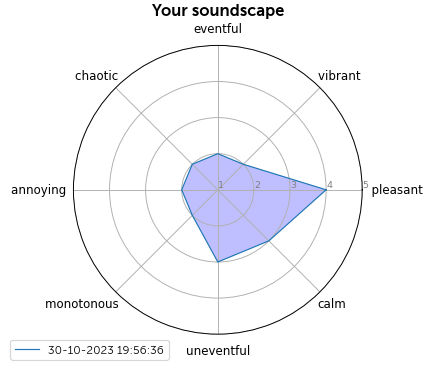 Your soundscape
eventful
chaotic
vibrant
annoying
1
2
3
4
5
pleasant
monotonous
calm
uneventful
30-10-2023 19:56:36